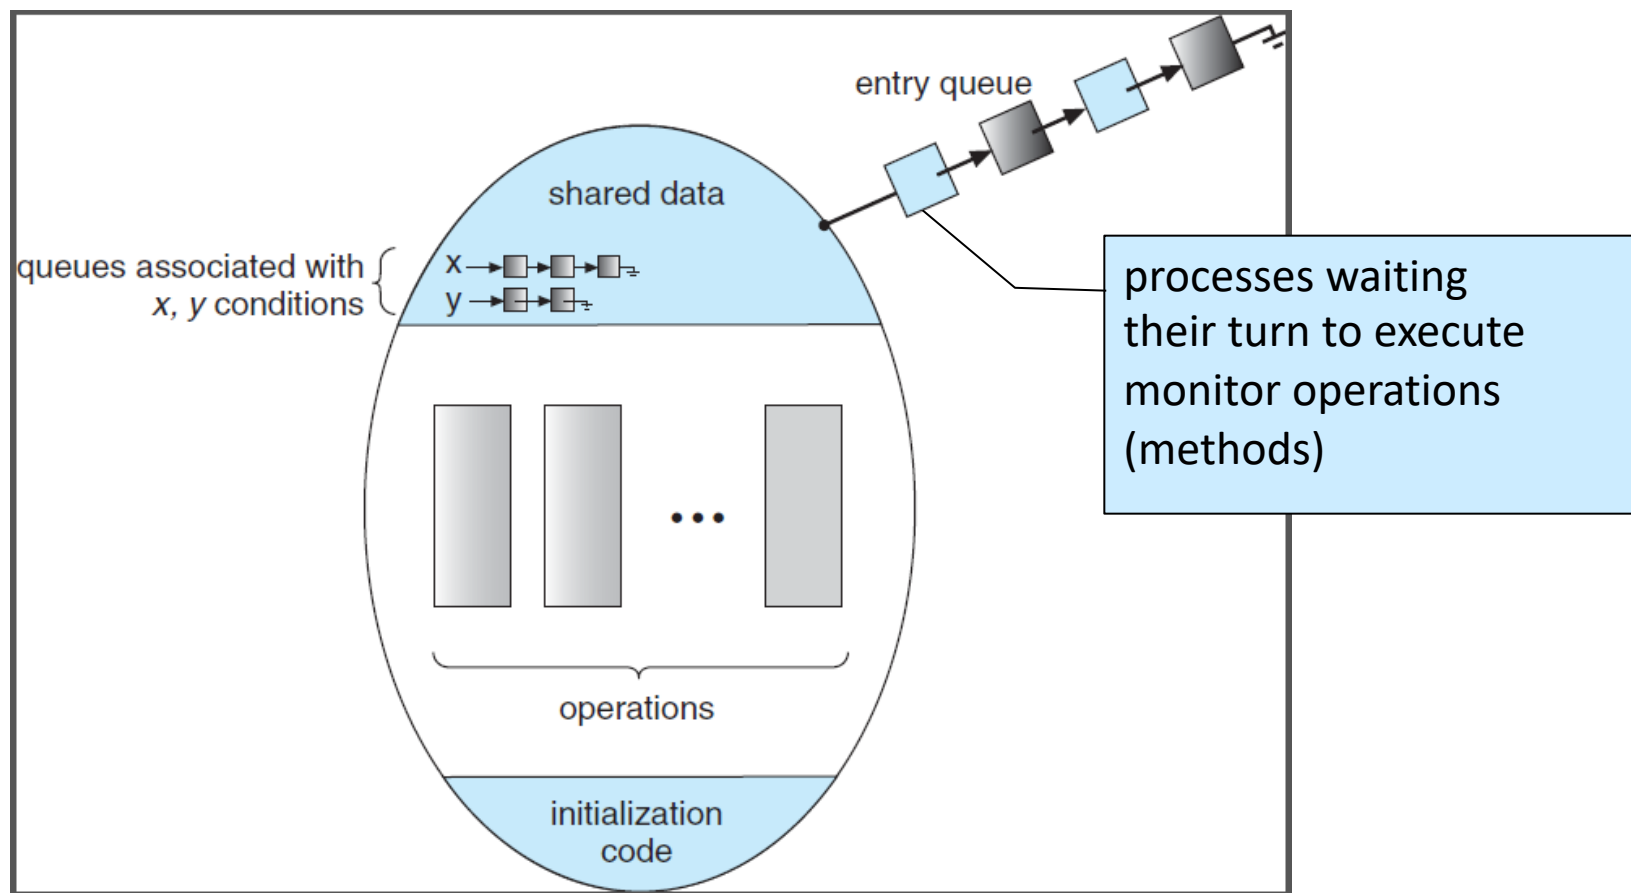 entry queue
shared data
queues associated with
x, y conditions
x
y
processes waiting
their turn to execute
monitor operations
(methods)
operations
initialization
code